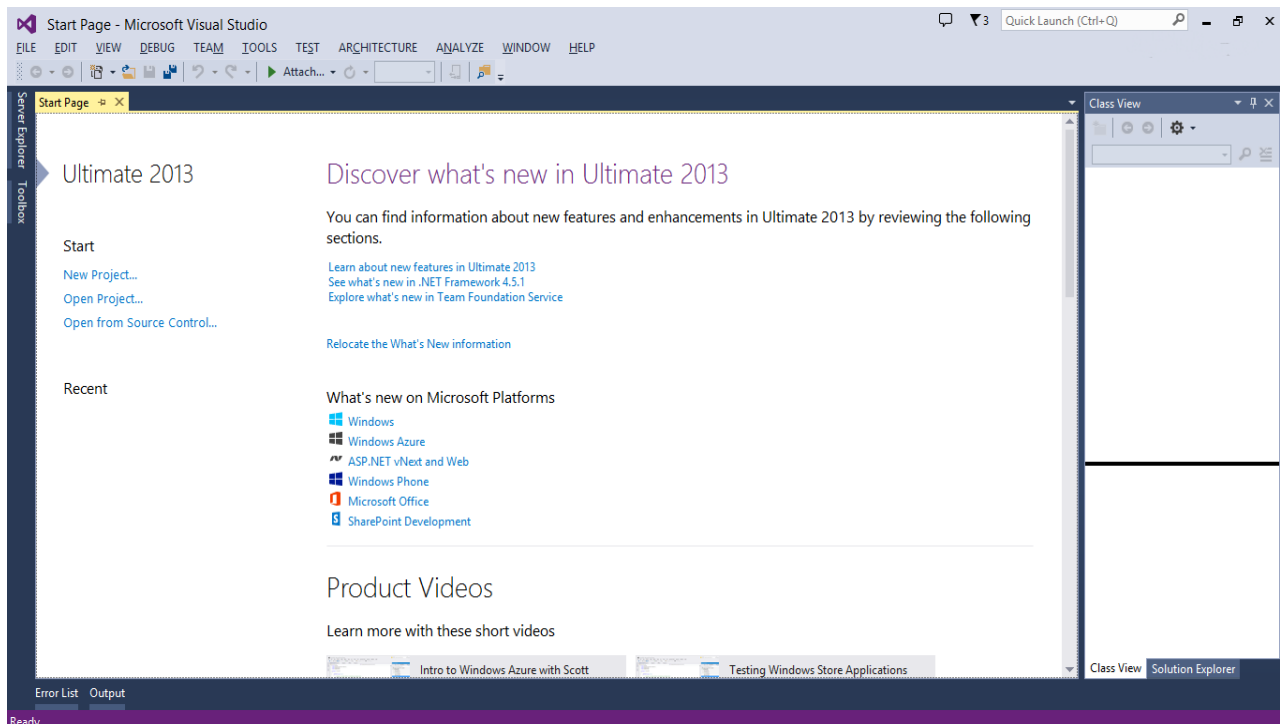 Start Page - Microsoft Visual Studio
3
Quick Launch (Ctrl+Q)
FILE EDIT VIEW DEBUG TEAM TOOLS TEST ARCHITECTURE ANALYZE WINDOW HELP
Attach...
Server Explorer
Toolbox
Start Page
Ultimate 2013
Start
New Project...
Open Project...
Open from Source Control...
Recent
Discover what's new in Ultimate 2013
You can find information about new features and enhancements in Ultimate 2013 by reviewing the following
sections.
Learn about new features in Ultimate 2013
See what's new in .NET Framework 4.5.1
Explore what's new in Team Foundation Service
Relocate the What's New information
What's new on Microsoft Platforms
Windows
Windows Azure
ASP.NET vNext and Web
Windows Phone
Microsoft Office
SharePoint Development
Product Videos
Learn more with these short videos
Intro to Windows Azure with Scott
Testing Windows Store Applications
Class View
Class View Solution Explorer
Error List Output
Ready